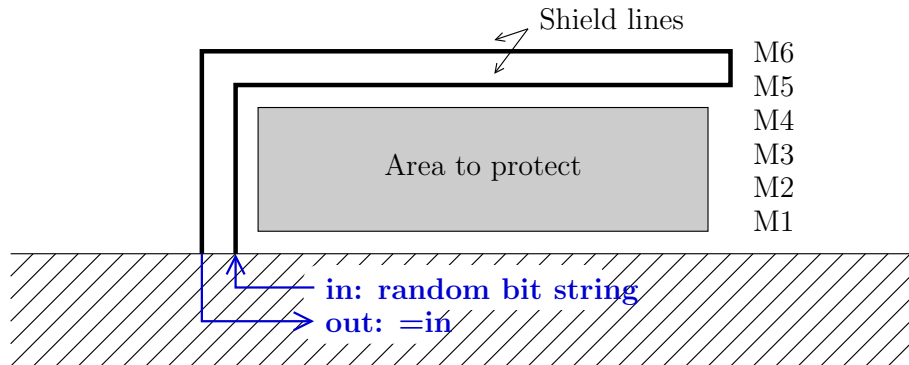 Shield lines
M6
M5
M4
Area to protect
M3
M2
M1
in: random bit string
out: =in